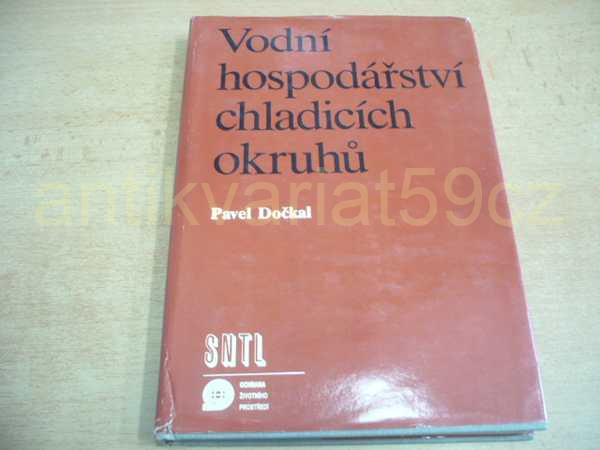 Vodní
hospodářství
chladicích
okruhů
antikvariat59cz
Pavel Dočkal
SNTL
OCHRANA
ŽIVOTNÍHO
PROSTŘEDÍ